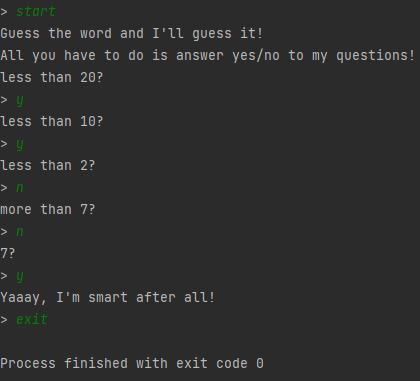 > start
Guess the word and I'll guess it!
All you have to do is answer yes/no to my questions!
less than 20?
> y
less than 10?
> y
less than 2?
> n
more than 7?
> n
7?
> y
Yaaay, I'm smart after all!
> exit
Process finished with exit code 0